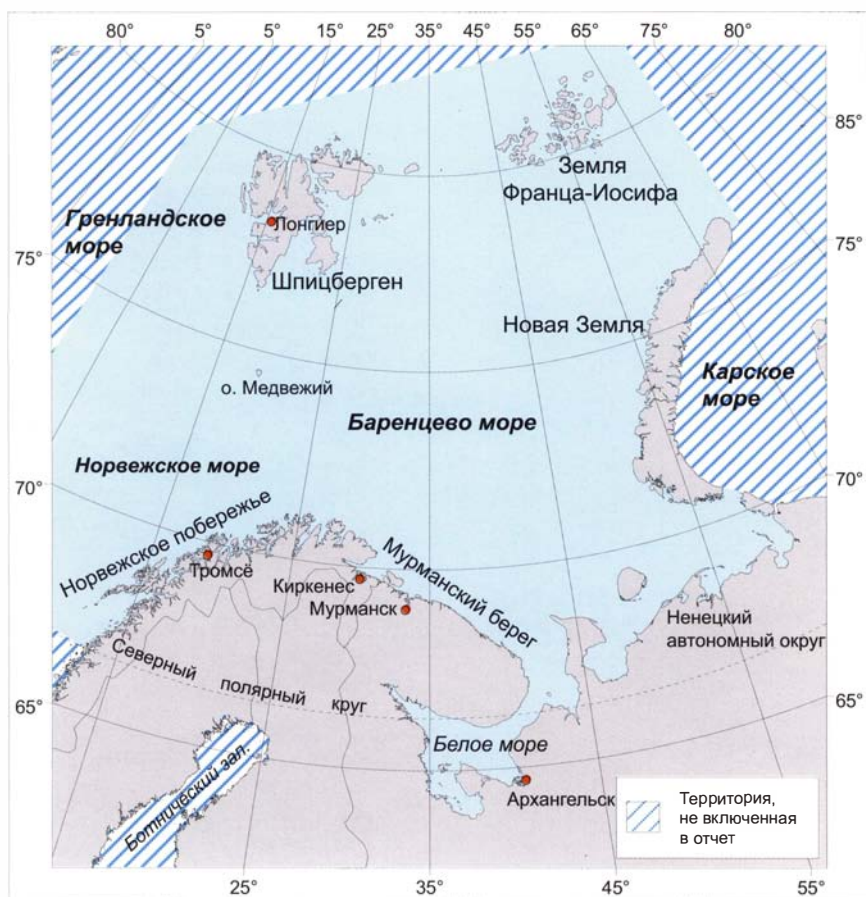 80° 5° 5° 15° 25° 35° 45° 55° 65° 75° 80°
85°
Земля
Франца-Иосифа
Гренландское
море
Лонгиер
75°
75°
Шпицберген
Новая Земля
Карское
море
о. Медвежий
Баренцево море
Норвежское море
70°
70°
Норвежское побережье
Тромсё
Мурманский берег
Киркенес
Мурманск
Ненецкий
автономный округ
Северный полярный круг
65°
65°
Белое море
Ботнический зал.
Архангельск
Территория,
не включенная
в отчет
25° 35° 45° 55°